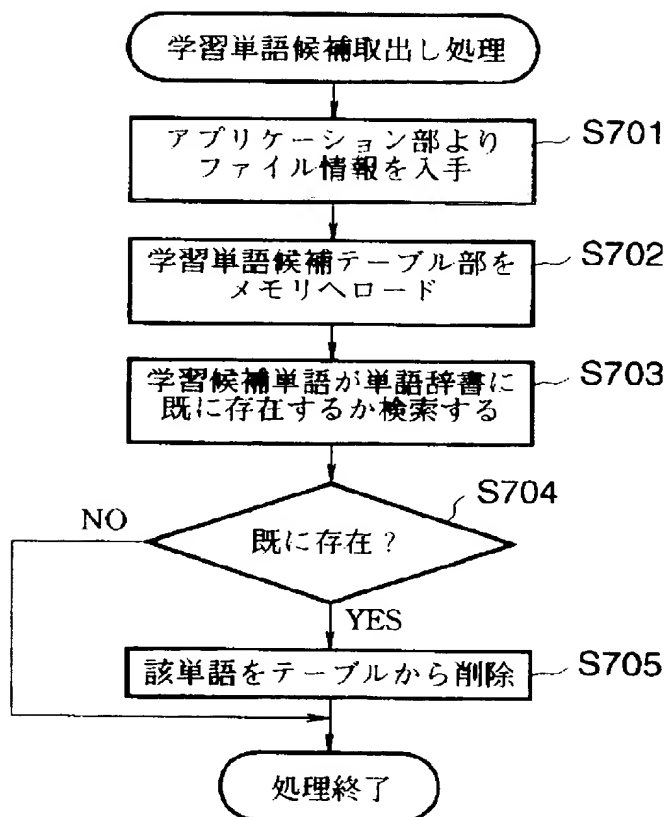 学習単語候補取出し処理
アプリケーション部より
ファイル情報を入手
S701
学習単語候補テーブル部を
メモリへロード
S702
学習候補単語が単語辞書に
既に存在するか検索する
S703
既に存在？
S704
NO
YES
該単語をテーブルから削除
S705
処理終了